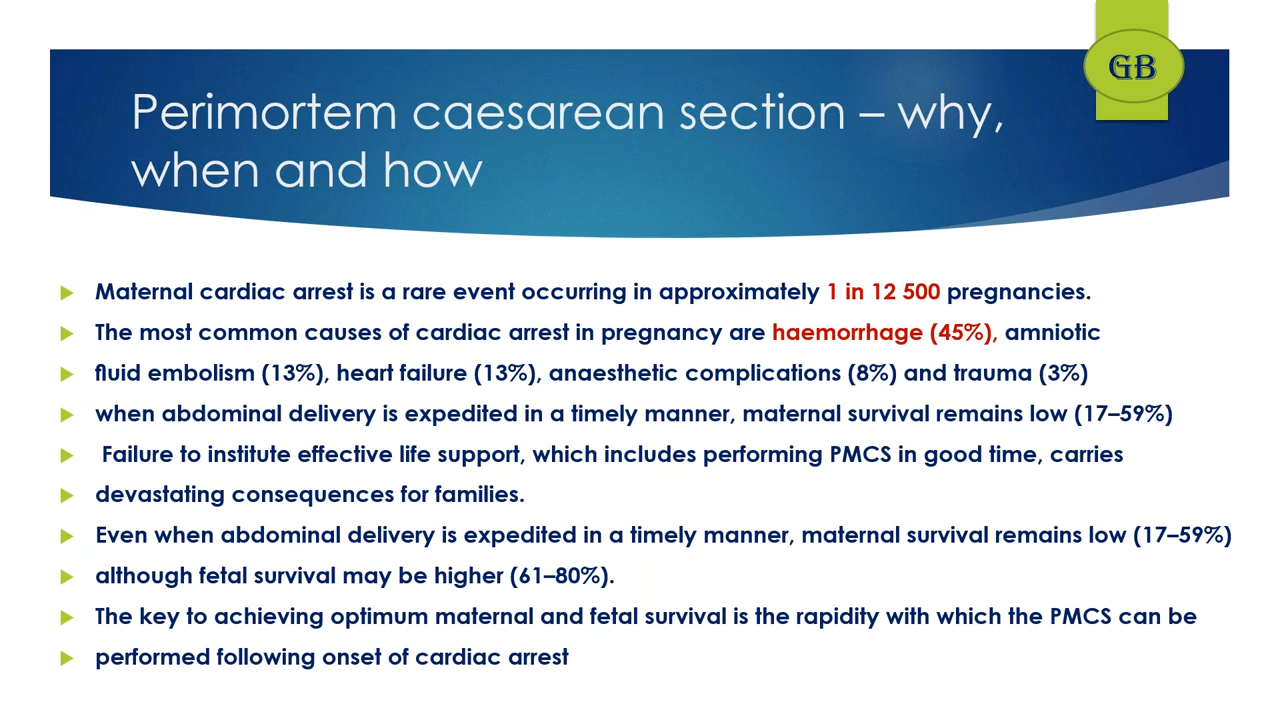 GB
Perimortem caesarean section – why,
when and how
Maternal cardiac arrest is a rare event occurring in approximately 1 in 12 500 pregnancies.
The most common causes of cardiac arrest in pregnancy are haemorrhage (45%), amniotic
fluid embolism (13%), heart failure (13%), anaesthetic complications (8%) and trauma (3%)
when abdominal delivery is expedited in a timely manner, maternal survival remains low (17–59%)
Failure to institute effective life support, which includes performing PMCS in good time, carries
devastating consequences for families.
Even when abdominal delivery is expedited in a timely manner, maternal survival remains low (17–59%)
although fetal survival may be higher (61–80%).
The key to achieving optimum maternal and fetal survival is the rapidity with which the PMCS can be
performed following onset of cardiac arrest